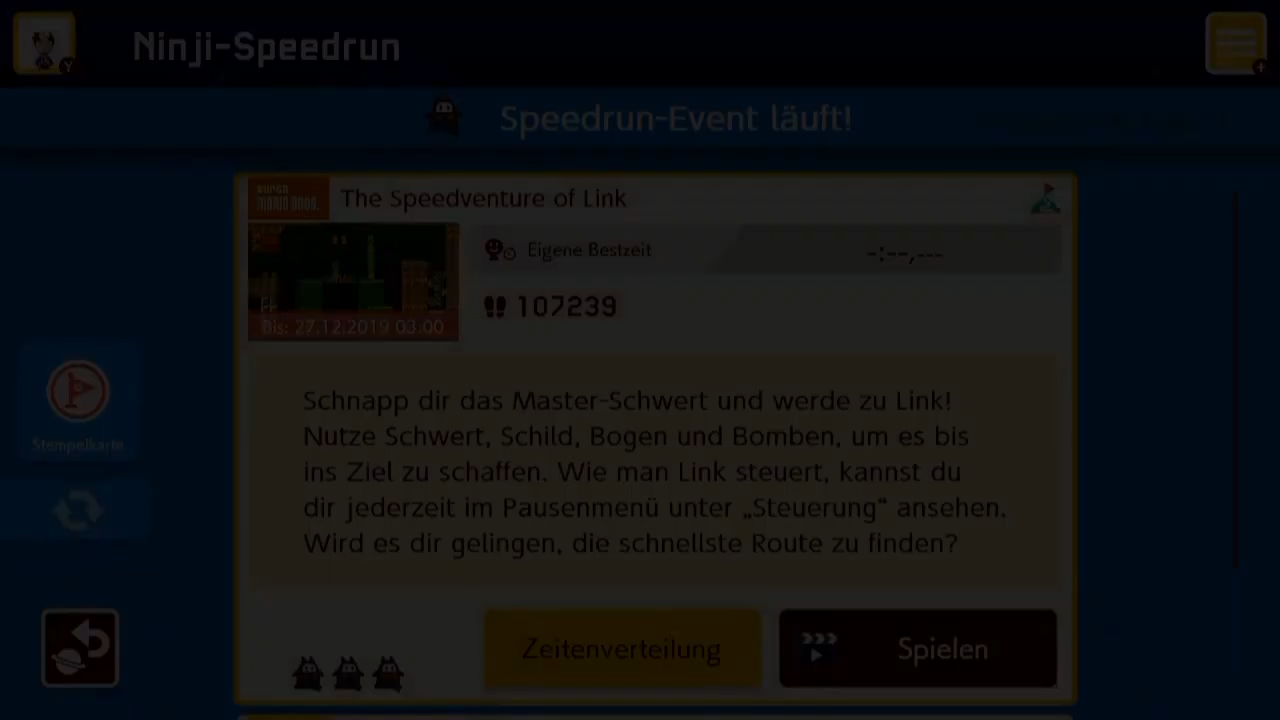 Ninji-Speedrun
Speedrun-Event läuft!
SUPER
MARIO BROS.
The Speedventure of Link
Eigene Bestzeit
-:--,---
107239
Bis: 27.12.2019 03:00
Schnapp dir das Master-Schwert und werde zu Link!
Nutze Schwert, Schild, Bogen und Bomben, um es bis
ins Ziel zu schaffen. Wie man Link steuert, kannst du
dir jederzeit im Pausenmenü unter „Steuerung“ ansehen.
Wird es dir gelingen, die schnellste Route zu finden?
Stempelkarte
Zeitenverteilung
Spielen
Y
+